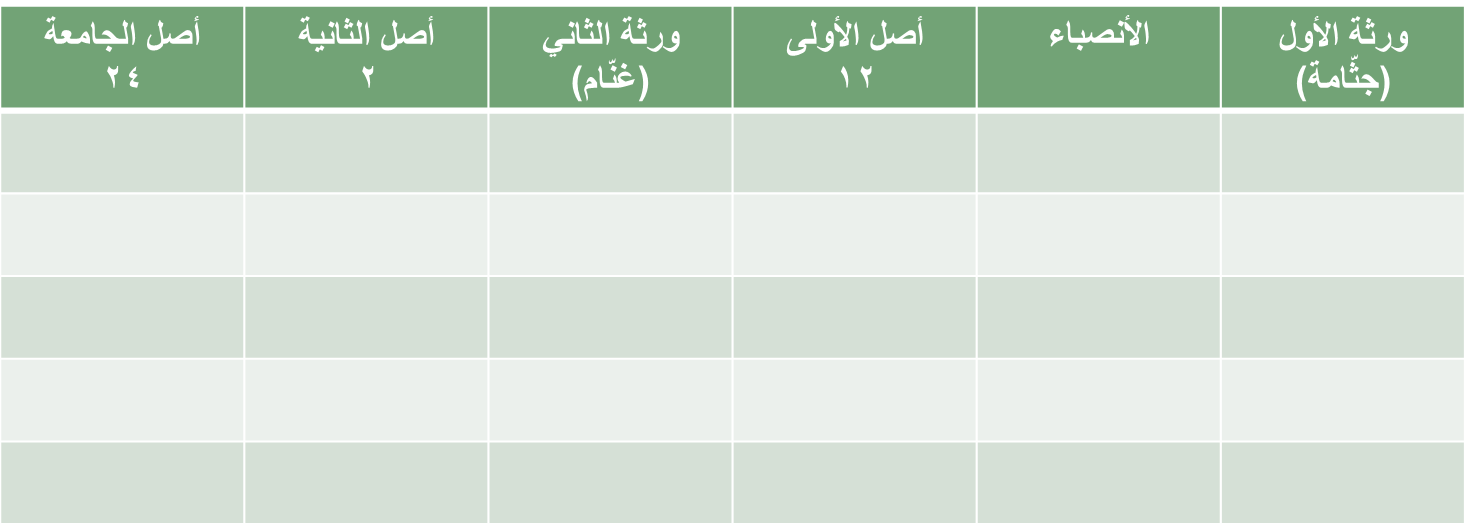 ورثة الأول
(جثّامة)
الأنصباء
أصل الأولى
١٢
ورثة الثاني
(غنّام)
أصل الثانية
٢
أصل الجامعة
٢٤